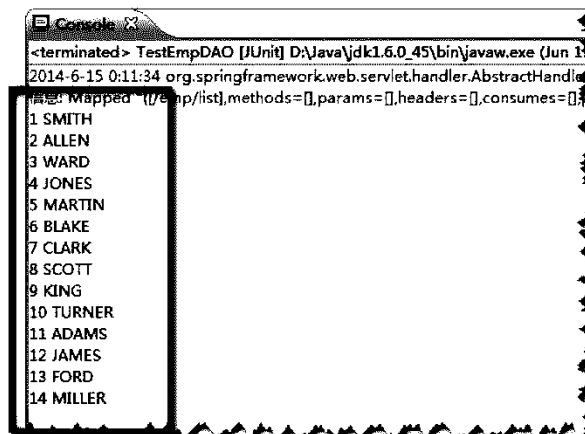 Console
<terminated> TestEmpDAO [JUnit] D:\Java\jdk1.6.0_45\bin\javaw.exe (Jun 1
2014-6-15 0:11:34 org.springframework.web.servlet.handler.AbstractHandle
信息: Mapped "{[/emp/list],methods=[],params=[],headers=[],consumes=[],
1 SMITH
2 ALLEN
3 WARD
4 JONES
5 MARTIN
6 BLAKE
7 CLARK
8 SCOTT
9 KING
10 TURNER
11 ADAMS
12 JAMES
13 FORD
14 MILLER